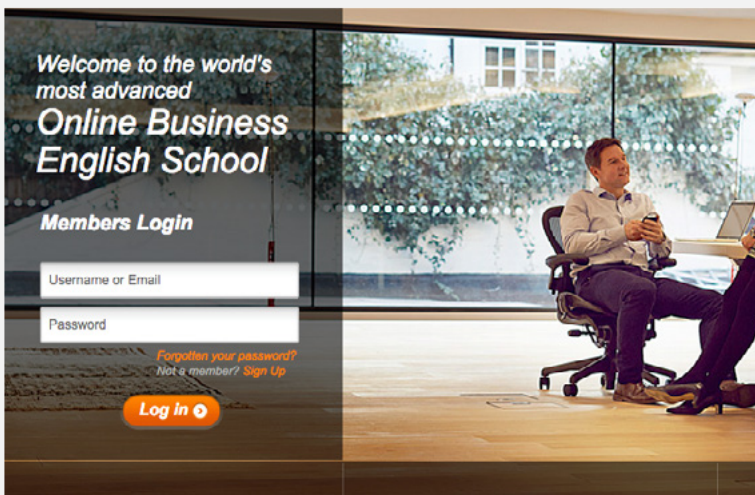 Welcome to the world's
most advanced
Online Business
English School
Members Login
Username or Email
Password
Forgotten your password?
Not a member? Sign Up
Log in